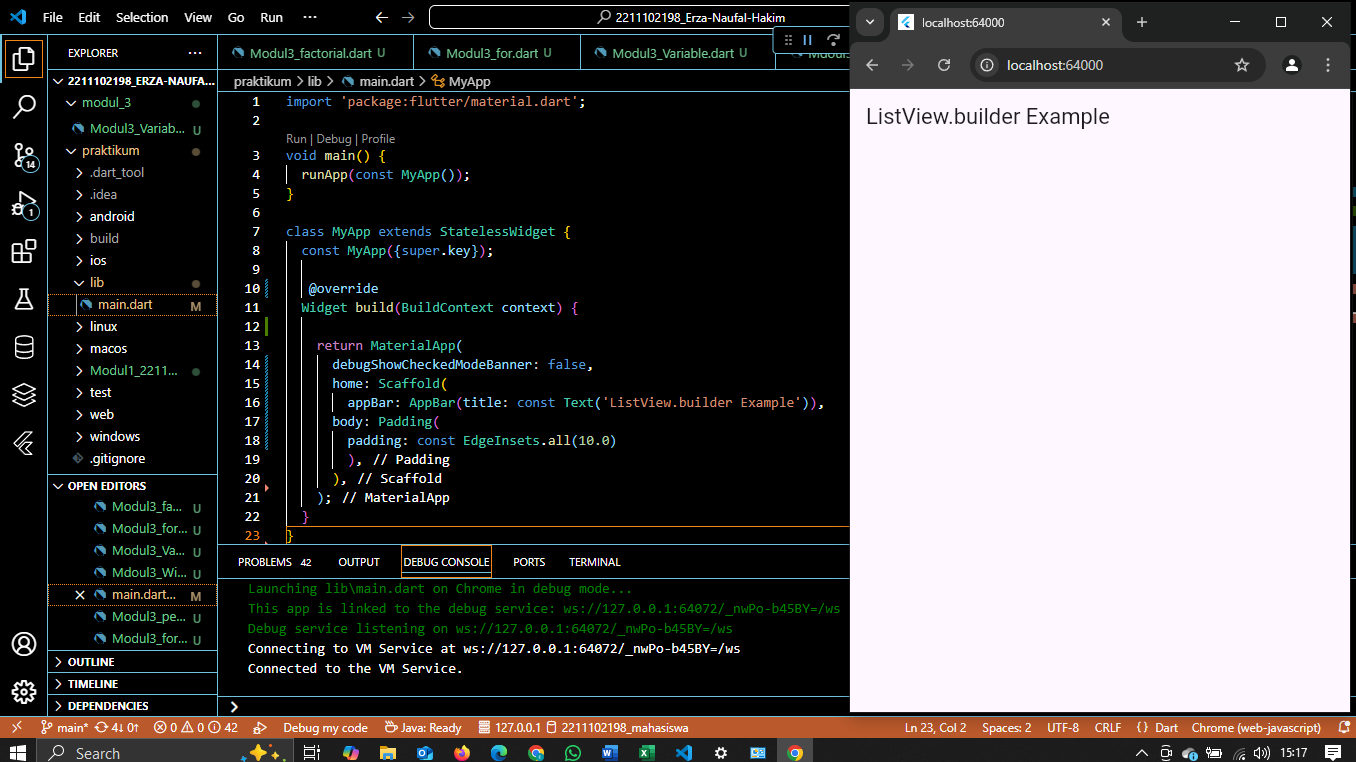 File Edit Selection View Go Run ···
2211102198_Erza-Naufal-Hakim
EXPLORER ···
2211102198_ERZA-NAUFA...
modul_3
Modul3_Variab... U
praktikum
.dart_tool
.idea
android
build
ios
lib
main.dart M
linux
macos
Modul1_2211...
test
web
windows
.gitignore
OPEN EDITORS
Modul3_fa... U
Modul3_for... U
Modul3_Va... U
Mdoul3_Wi... U
main.dart... M
Modul3_pe... U
Modul3_for... U
OUTLINE
TIMELINE
DEPENDENCIES
Modul3_factorial.dart U Modul3_for.dart U Modul3_Variable.dart U
praktikum > lib > main.dart > MyApp
1 import 'package:flutter/material.dart';
2
Run | Debug | Profile
3 void main() {
4 runApp(const MyApp());
5 }
6
7 class MyApp extends StatelessWidget {
8 const MyApp({super.key});
9
10 @override
11 Widget build(BuildContext context) {
12
13 return MaterialApp(
14 debugShowCheckedModeBanner: false,
15 home: Scaffold(
16 appBar: AppBar(title: const Text('ListView.builder Example')),
17 body: Padding(
18 padding: const EdgeInsets.all(10.0)
19 ), // Padding
20 ), // Scaffold
21 ); // MaterialApp
22 }
23 }
PROBLEMS 42 OUTPUT DEBUG CONSOLE PORTS TERMINAL
Launching lib\main.dart on Chrome in debug mode...
This app is linked to the debug service: ws://127.0.0.1:64072/_nwPo-b45BY=/ws
Debug service listening on ws://127.0.0.1:64072/_nwPo-b45BY=/ws
Connecting to VM Service at ws://127.0.0.1:64072/_nwPo-b45BY=/ws
Connected to the VM Service.
localhost:64000
localhost:64000
ListView.builder Example
14
1
main* 4↓ 0↑ 0 0 42 Debug my code Java: Ready 127.0.0.1 2211102198_mahasiswa Ln 23, Col 2 Spaces: 2 UTF-8 CRLF {} Dart Chrome (web-javascript)
Search 15:17